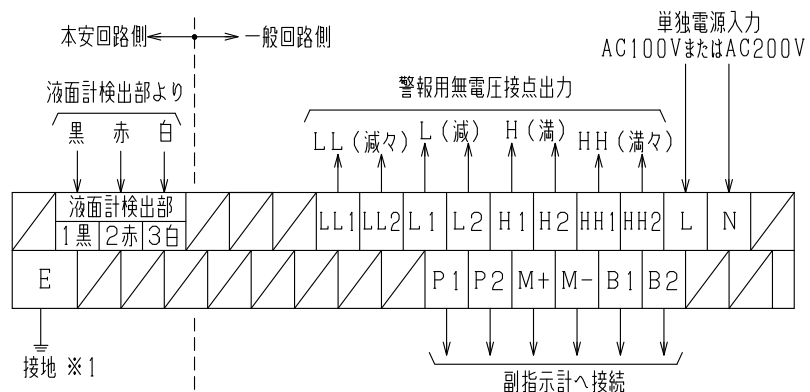 本安回路側 一般回路側
単独電源入力
AC100VまたはAC200V
液面計検出部より
警報用無電圧接点出力
黒 赤 白
LL(減々) L(減) H(満) HH(満々)
液面計検出部
1黒 2赤 3白
LL1 LL2 L1 L2 H1 H2 HH1 HH2 L N
E P1 P2 M+ M- B1 B2
接地 ※1
副指示計へ接続